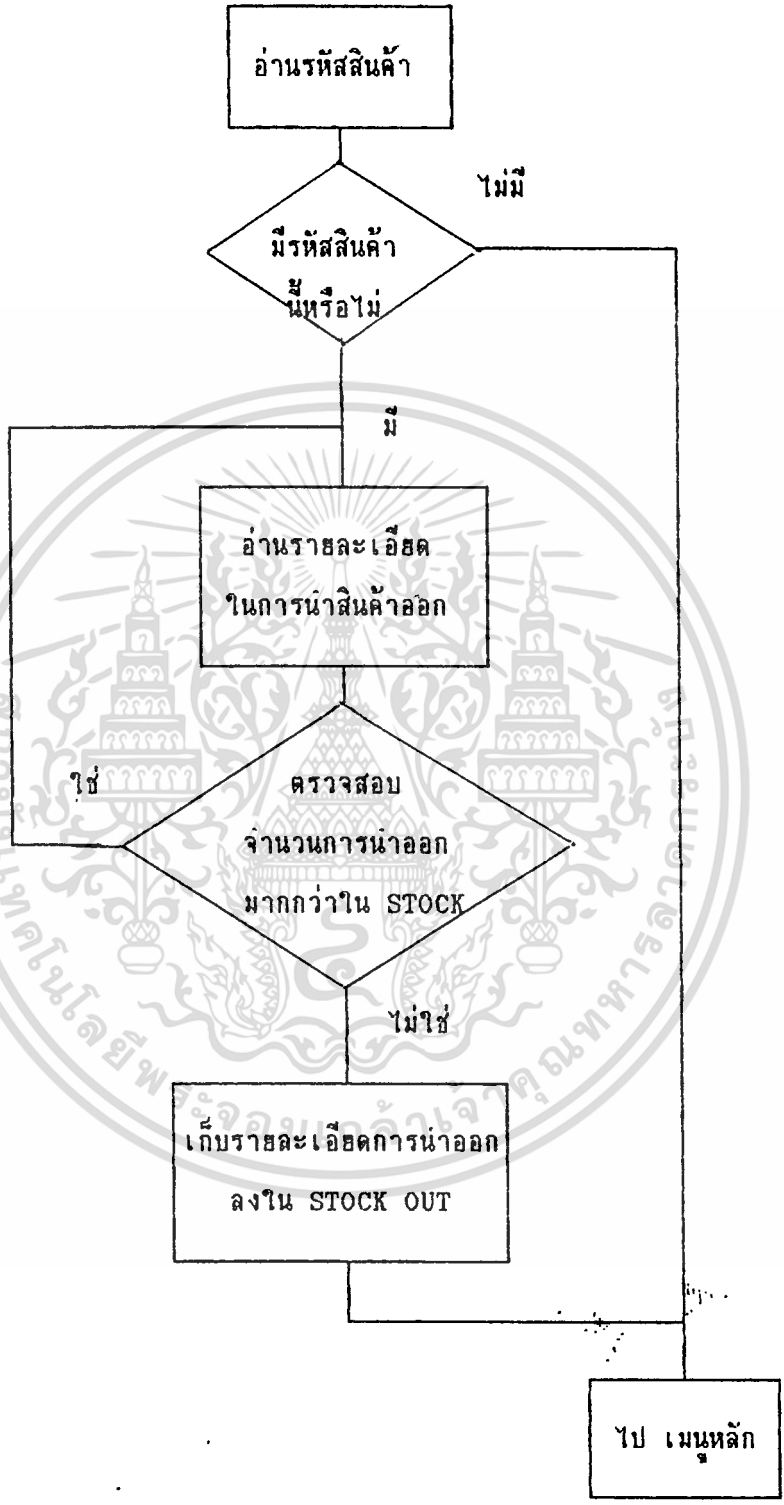 อ่านรหัสสินค้า
ไม่มี
มีรหัสสินค้า
นี้หรือไม่
มี
อ่านรายละเอียด
ในการนำสินค้าออก
ใช่
ตรวจสอบ
จำนวนการนำออก
มากกว่าใน STOCK
ไม่ใช่
เก็บรายละเอียดการนำออก
ลงใน STOCK OUT
ไป เมนูหลัก